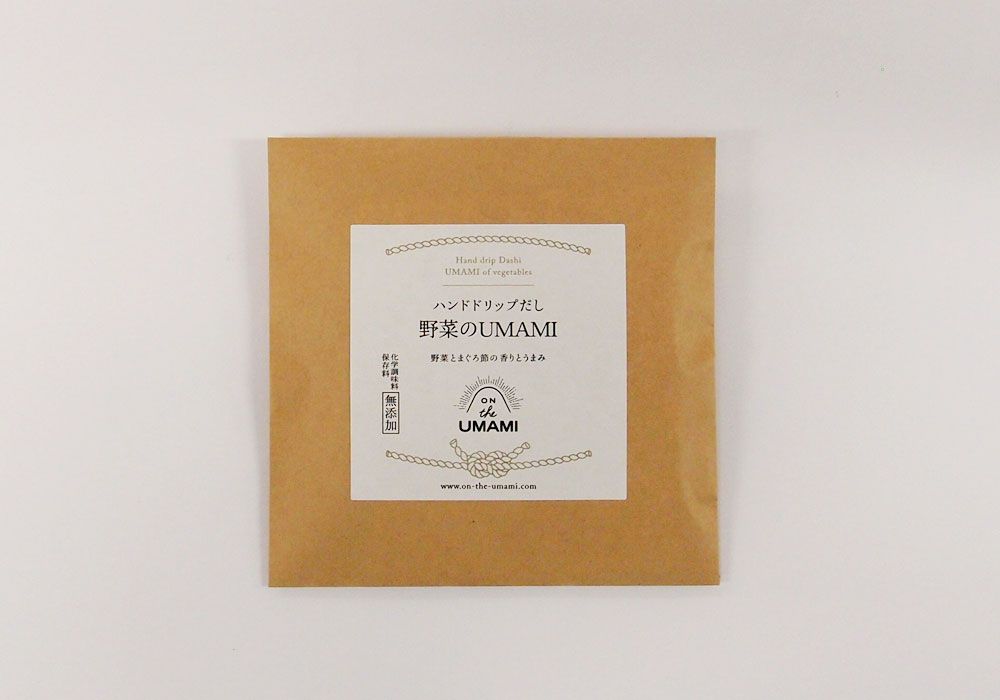 Hand drip Dashi
UMAMI of vegetables
ハンドドリップだし
野菜のUMAMI
野菜とまぐろ節の香りとうまみ
化学調味料
保存料
無添加
ON
the
UMAMI
www.on-the-umami.com